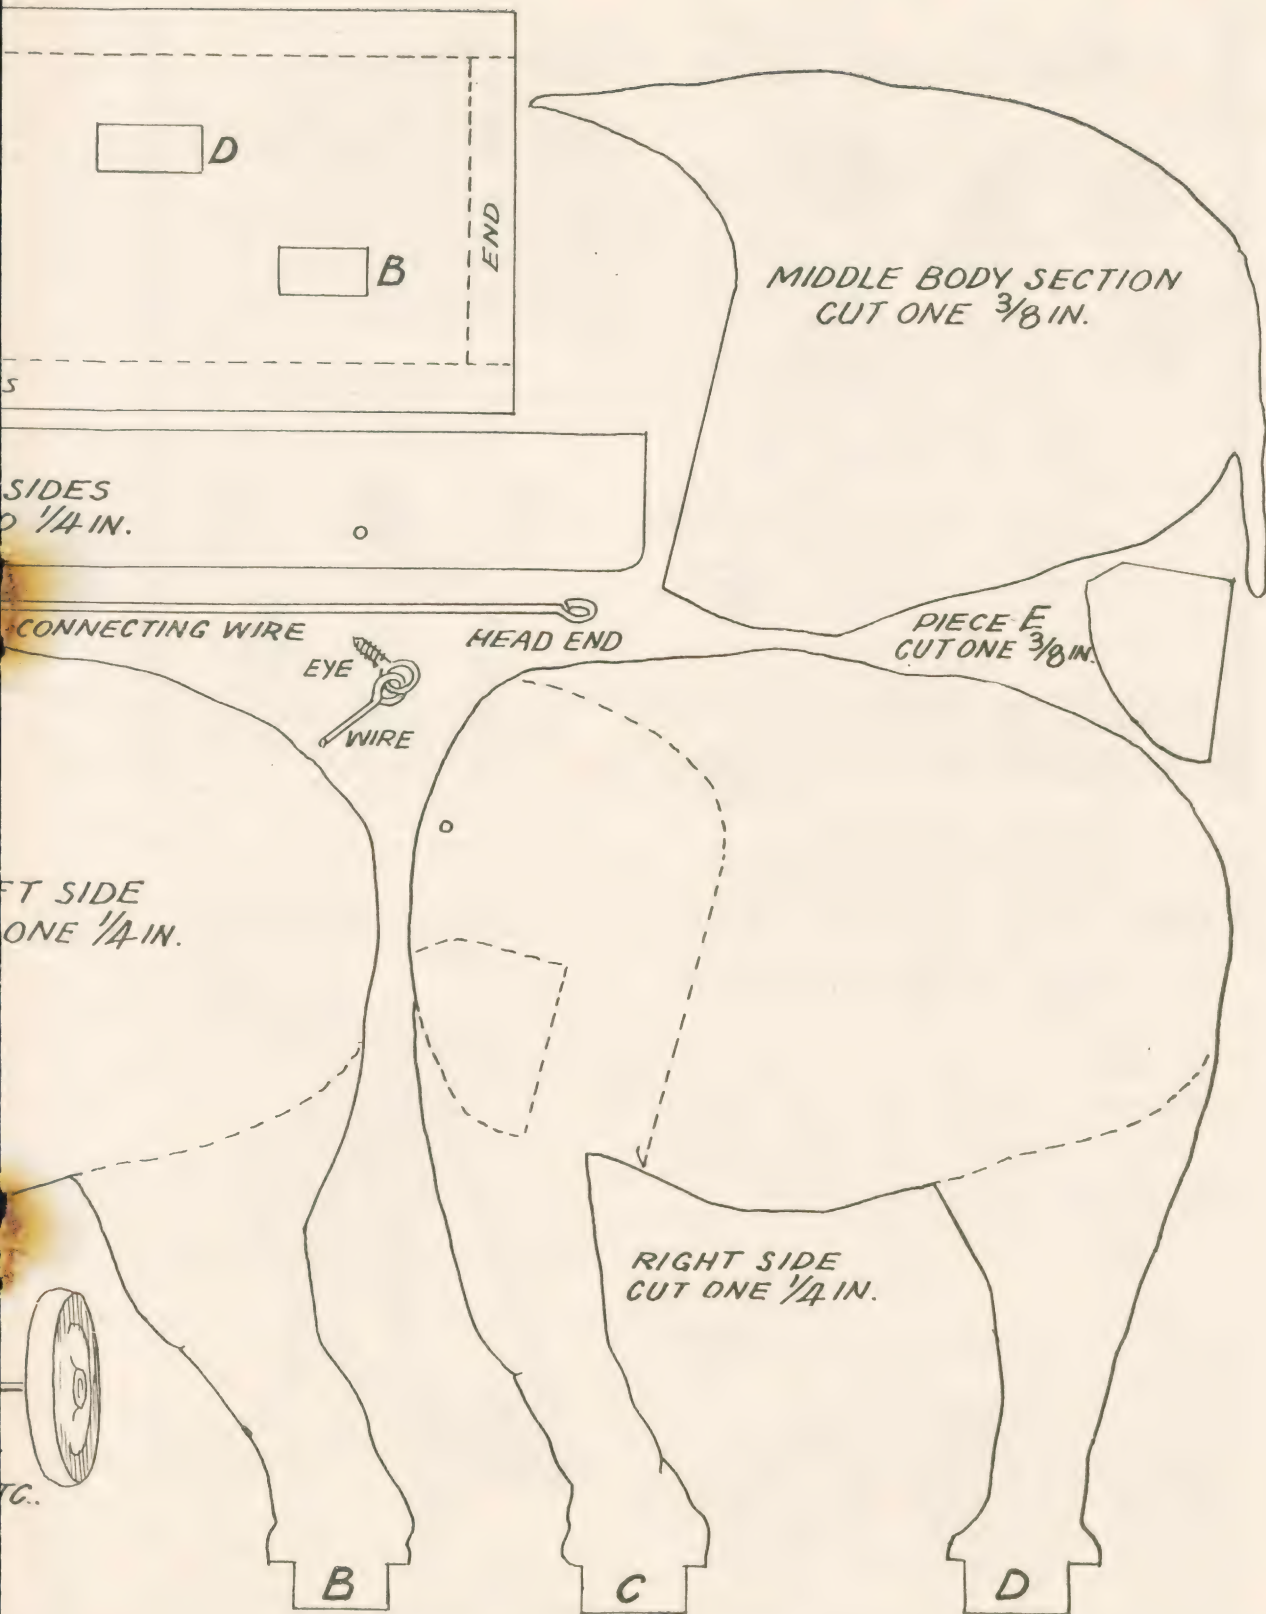 D
B
END
MIDDLE BODY SECTION
CUT ONE 3/8 IN.
S
SIDES
O 1/4 IN.
CONNECTING WIRE
HEAD END
EYE
WIRE
PIECE E
CUT ONE 3/8 IN.
FT SIDE
ONE 1/4 IN.
RIGHT SIDE
CUT ONE 1/4 IN.
TC..
B
C
D